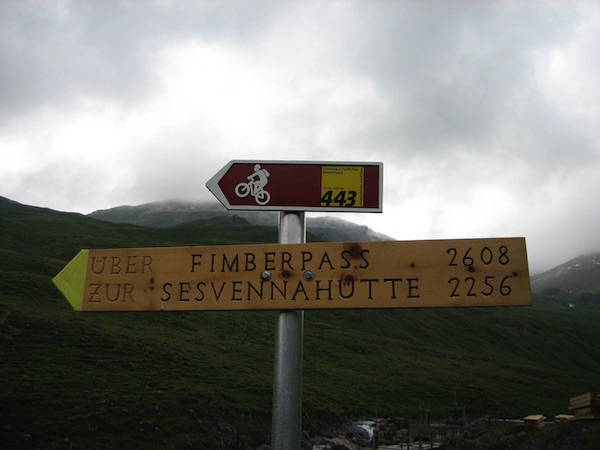 443
ÜBER FIMBERPASS 2608
ZUR SESVENNAHÜTTE 2256